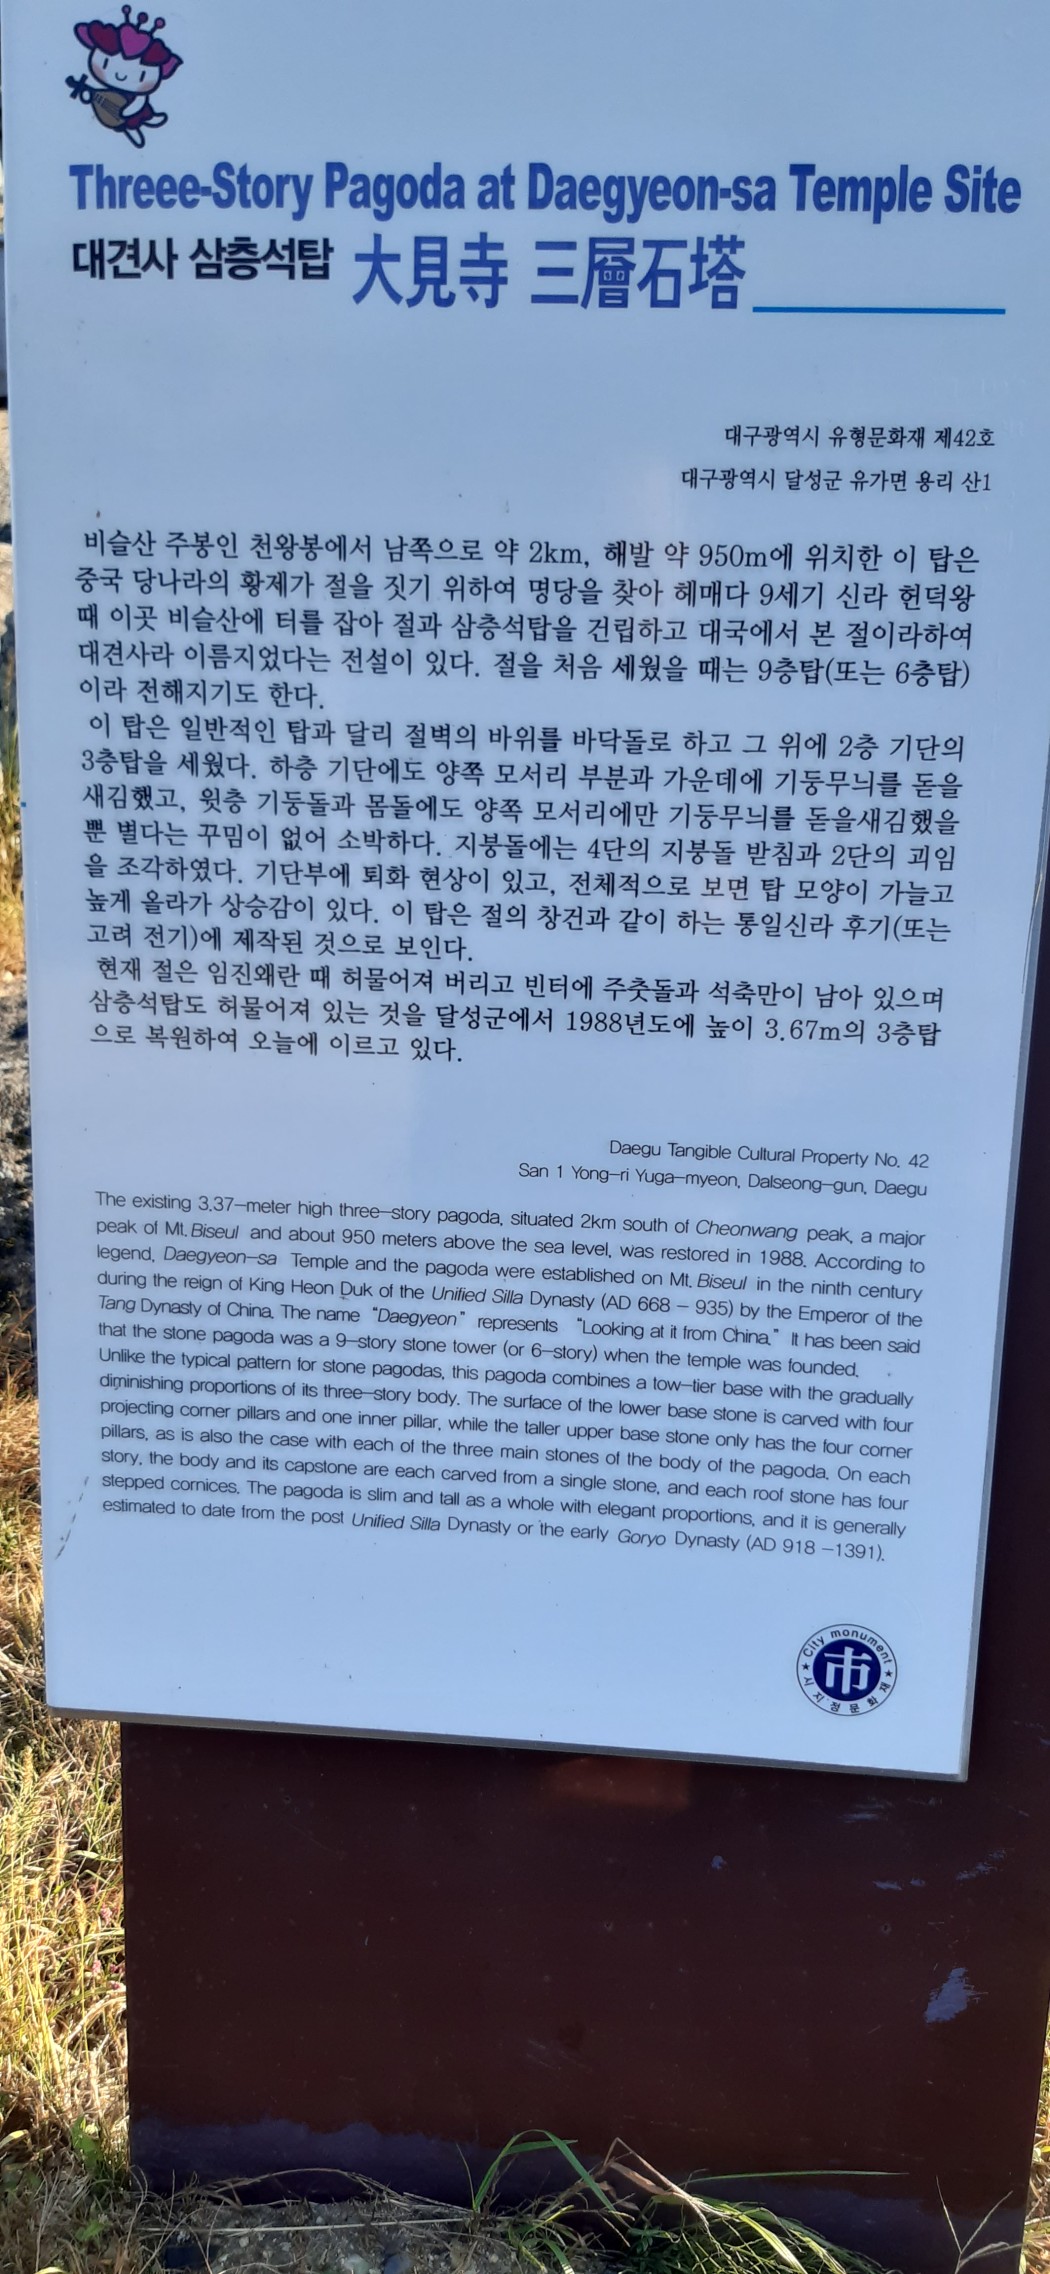 Threee-Story Pagoda at Daegyeon-sa Temple Site
대견사 삼층석탑 大見寺 三層石塔
대구광역시 유형문화재 제42호
대구광역시 달성군 유가면 용리 산1
비슬산 주봉인 천왕봉에서 남쪽으로 약 2km, 해발 약 950m에 위치한 이 탑은
중국 당나라의 황제가 절을 짓기 위하여 명당을 찾아 헤매다 9세기 신라 헌덕왕
때 이곳 비슬산에 터를 잡아 절과 삼층석탑을 건립하고 대국에서 본 절이라하여
대견사라 이름지었다는 전설이 있다. 절을 처음 세웠을 때는 9층탑(또는 6층탑)
이라 전해지기도 한다.
이 탑은 일반적인 탑과 달리 절벽의 바위를 바닥돌로 하고 그 위에 2층 기단의
3층탑을 세웠다. 하층 기단에도 양쪽 모서리 부분과 가운데에 기둥무늬를 돋을
새김했고, 윗층 기둥돌과 몸돌에도 양쪽 모서리에만 기둥무늬를 돋을새김했을
뿐 별다는 꾸밈이 없어 소박하다. 지붕돌에는 4단의 지붕돌 받침과 2단의 괴임
을 조각하였다. 기단부에 퇴화 현상이 있고, 전체적으로 보면 탑 모양이 가늘고
높게 올라가 상승감이 있다. 이 탑은 절의 창건과 같이 하는 통일신라 후기(또는
고려 전기)에 제작된 것으로 보인다.
현재 절은 임진왜란 때 허물어져 버리고 빈터에 주춧돌과 석축만이 남아 있으며
삼층석탑도 허물어져 있는 것을 달성군에서 1988년도에 높이 3.67m의 3층탑
으로 복원하여 오늘에 이르고 있다.
Daegu Tangible Cultural Property No. 42
San 1 Yong-ri Yuga-myeon, Dalseong-gun, Daegu
The existing 3.37-meter high three-story pagoda, situated 2km south of Cheonwang peak, a major
peak of Mt. Biseul and about 950 meters above the sea level, was restored in 1988. According to
legend, Daegyeon-sa Temple and the pagoda were established on Mt. Biseul in the ninth century
during the reign of King Heon Duk of the Unified Silla Dynasty (AD 668 - 935) by the Emperor of the
Tang Dynasty of China. The name “Daegyeon” represents “Looking at it from China.” It has been said
that the stone pagoda was a 9-story stone tower (or 6-story) when the temple was founded.
Unlike the typical pattern for stone pagodas, this pagoda combines a tow-tier base with the gradually
diminishing proportions of its three-story body. The surface of the lower base stone is carved with four
projecting corner pillars and one inner pillar, while the taller upper base stone only has the four corner
pillars, as is also the case with each of the three main stones of the body of the pagoda. On each
story, the body and its capstone are each carved from a single stone, and each roof stone has four
stepped cornices. The pagoda is slim and tall as a whole with elegant proportions, and it is generally
estimated to date from the post Unified Silla Dynasty or the early Goryo Dynasty (AD 918 -1391).
City monument
市
시지정문화재